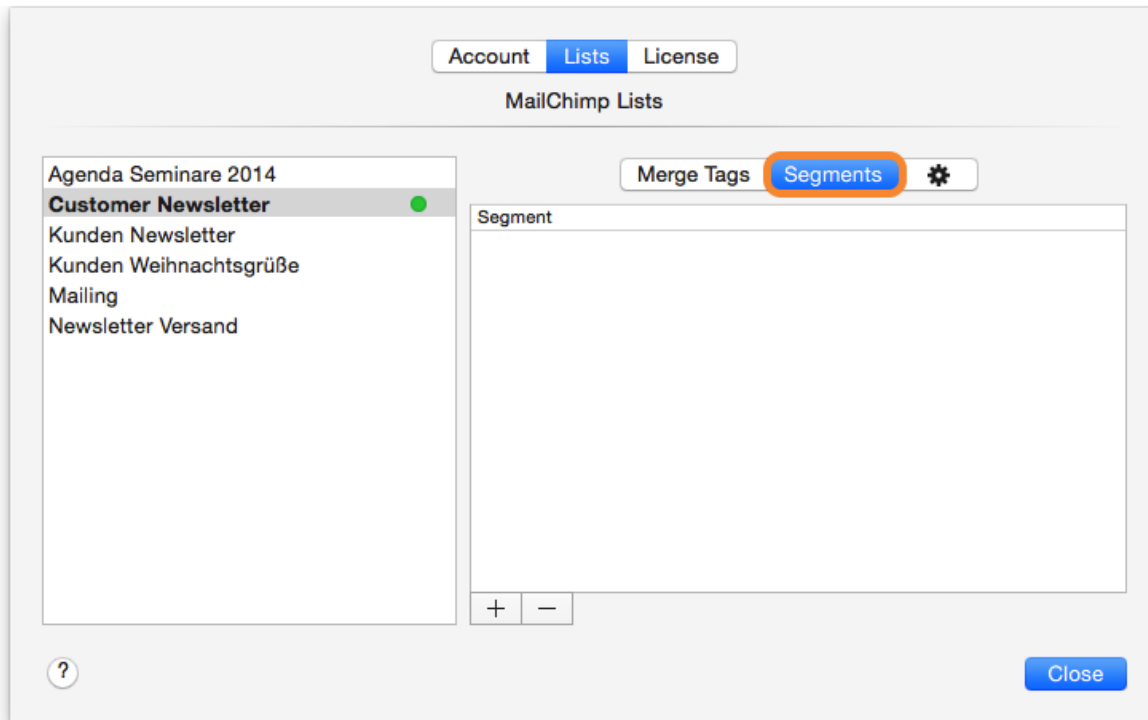 Account Lists License
MailChimp Lists
Agenda Seminare 2014
Customer Newsletter
Kunden Newsletter
Kunden Weihnachtsgrüße
Mailing
Newsletter Versand
Merge Tags Segments
Segment
+ −
?
Close